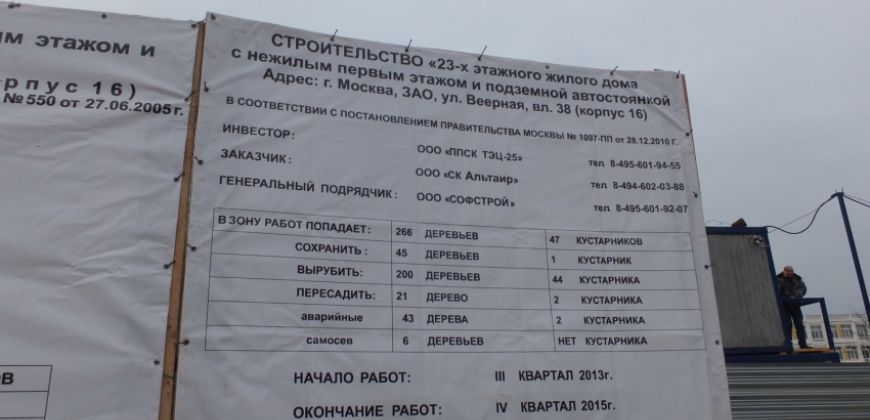 ым этажом и
рпус 16)
№550 от 27.06.2005г.
ОВ
СТРОИТЕЛЬСТВО «23-х этажного жилого дома
с нежилым первым этажом и подземной автостоянкой
Адрес: г. Москва, ЗАО, ул. Веерная, вл. 38 (корпус 16)
В СООТВЕТСТВИИ С ПОСТАНОВЛЕНИЕМ ПРАВИТЕЛЬСТВА МОСКВЫ № 1097-ПП от 28.12.2010 г.
ИНВЕСТОР: ООО «ППСК ТЭЦ-25» тел 8-495-601-94-55
ЗАКАЗЧИК: ООО «СК Альтаир» тел 8-494-602-03-88
ГЕНЕРАЛЬНЫЙ ПОДРЯДЧИК: ООО «СОФСТРОЙ» тел 8-495-601-92-07
В ЗОНУ РАБОТ ПОПАДАЕТ: 266 ДЕРЕВЬЕВ 47 КУСТАРНИКОВ
СОХРАНИТЬ: 45 ДЕРЕВЬЕВ 1 КУСТАРНИК
ВЫРУБИТЬ: 200 ДЕРЕВЬЕВ 44 КУСТАРНИКА
ПЕРЕСАДИТЬ: 21 ДЕРЕВО 2 КУСТАРНИКА
аварийные 43 ДЕРЕВА 2 КУСТАРНИКА
самосев 6 ДЕРЕВЬЕВ НЕТ КУСТАРНИКА
НАЧАЛО РАБОТ: III КВАРТАЛ 2013г.
ОКОНЧАНИЕ РАБОТ: IV КВАРТАЛ 2015г.